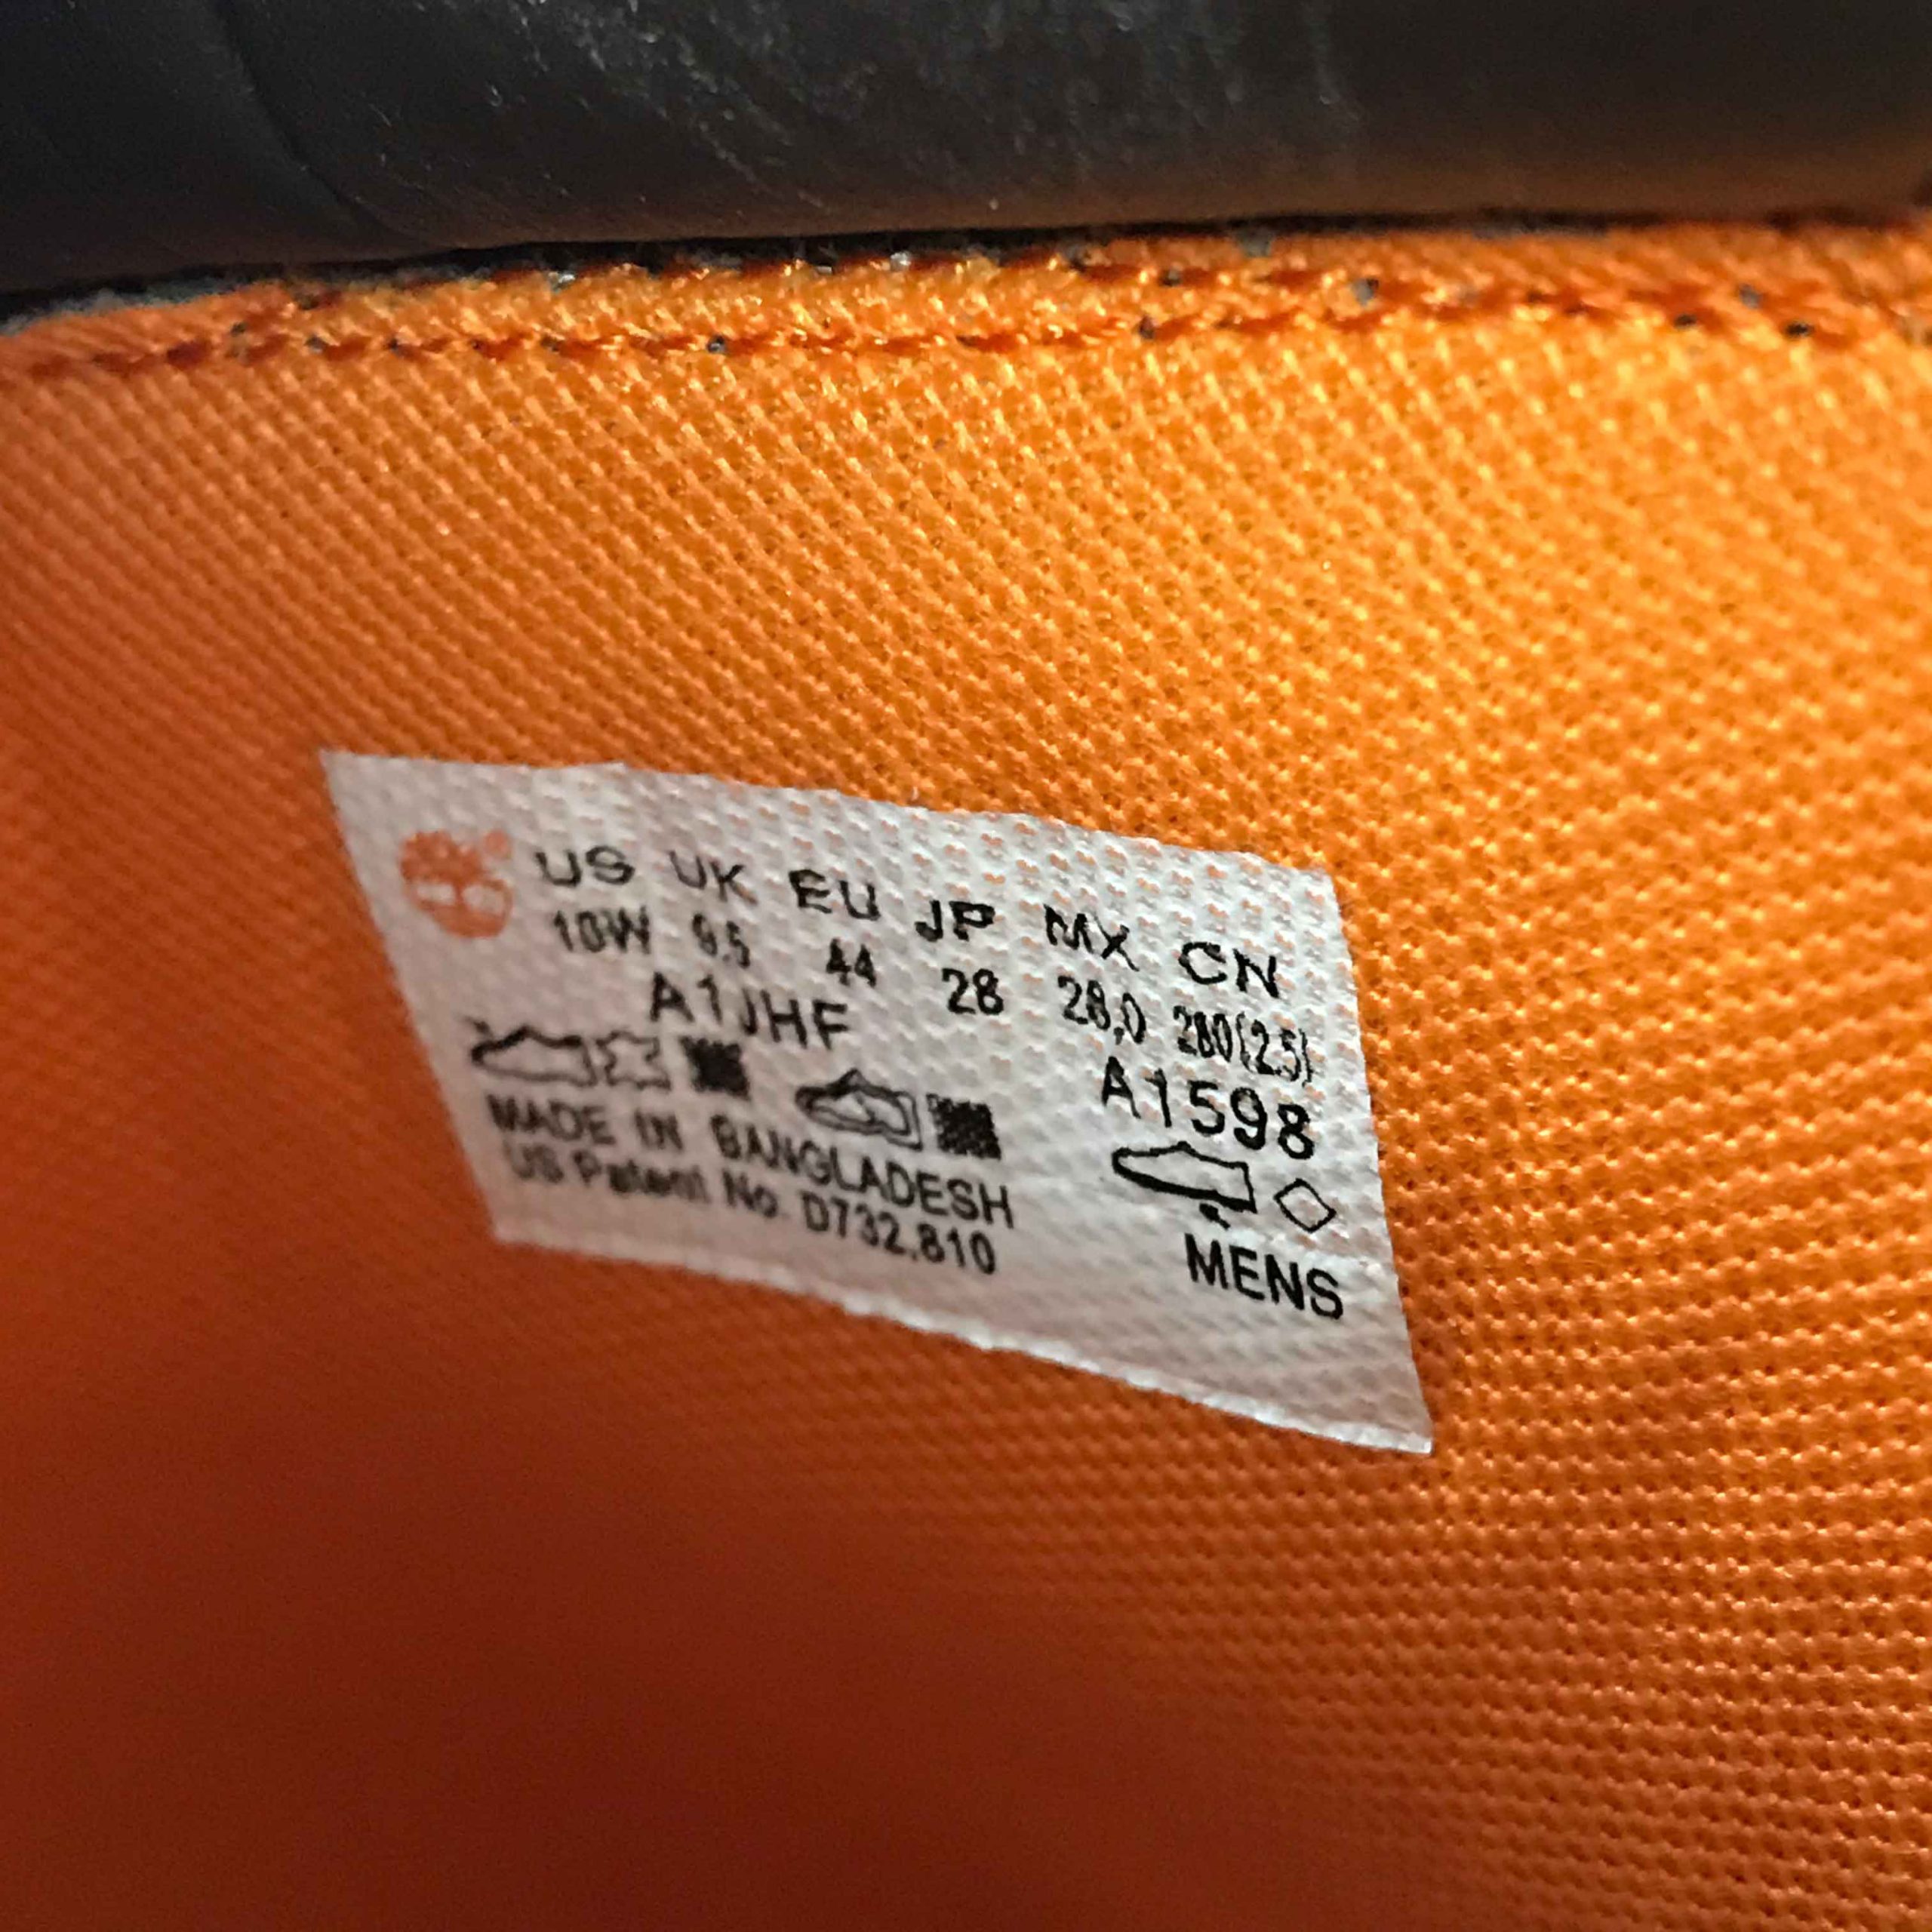 US UK EU JP MX CN
10W 9.5 44 28 28,0 280(2.5)
A1JHF A1598
MADE IN BANGLADESH
US Patent No. D732,810
MENS